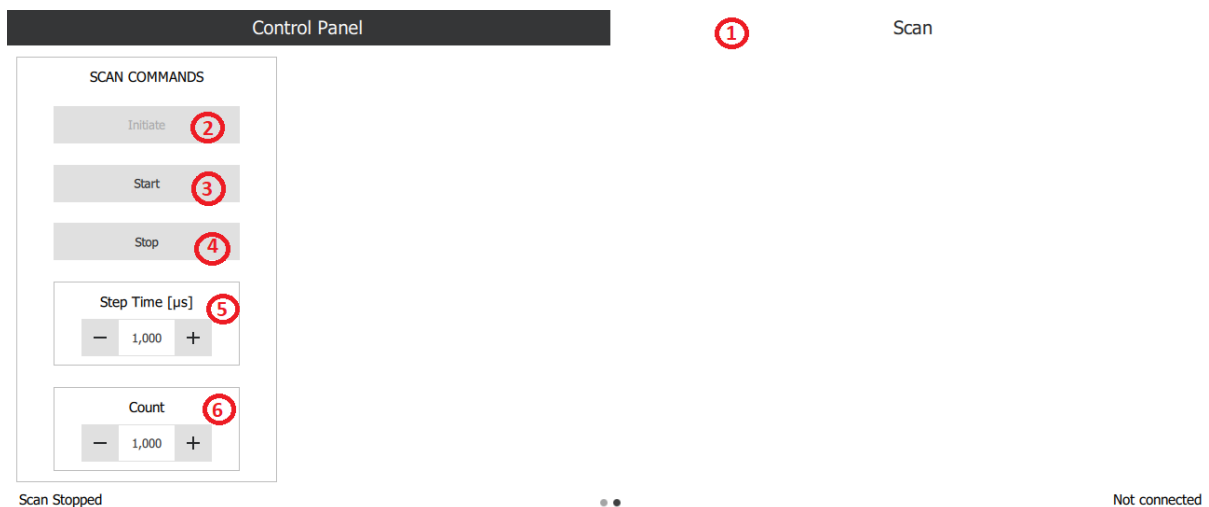 Control Panel
1 Scan
SCAN COMMANDS
Initiate 2
Start 3
Stop 4
Step Time [µs] 5
− 1,000 +
Count 6
− 1,000 +
Scan Stopped
Not connected